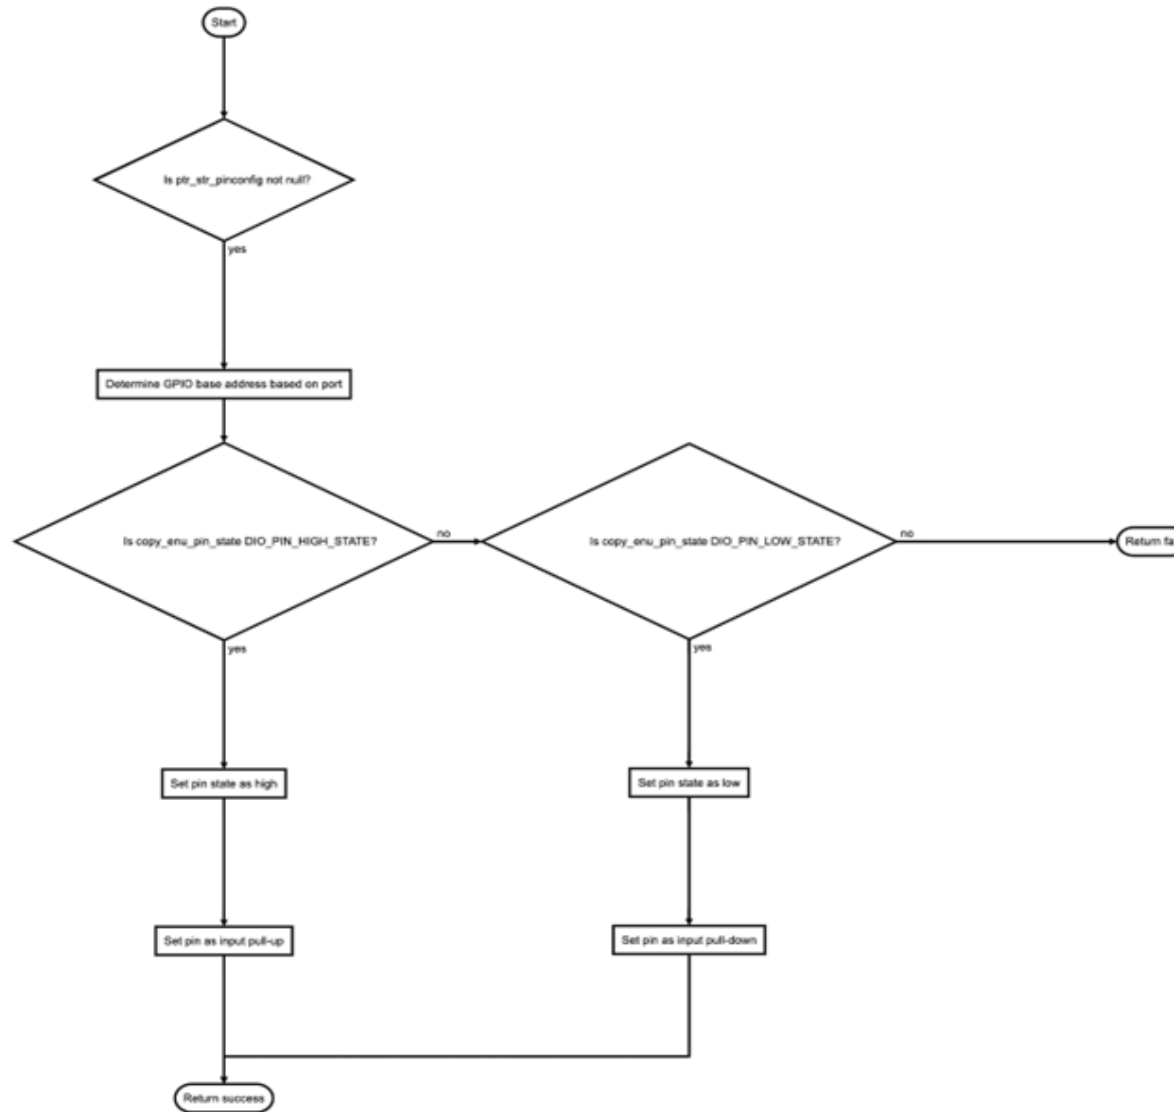 Start
Is ptr_str_pinconfig not null?
yes
Determine GPIO base address based on port
Is copy_enu_pin_state DIO_PIN_HIGH_STATE?
no
Is copy_enu_pin_state DIO_PIN_LOW_STATE?
no
Return fa
yes
yes
Set pin state as high
Set pin state as low
Set pin as input pull-up
Set pin as input pull-down
Return success